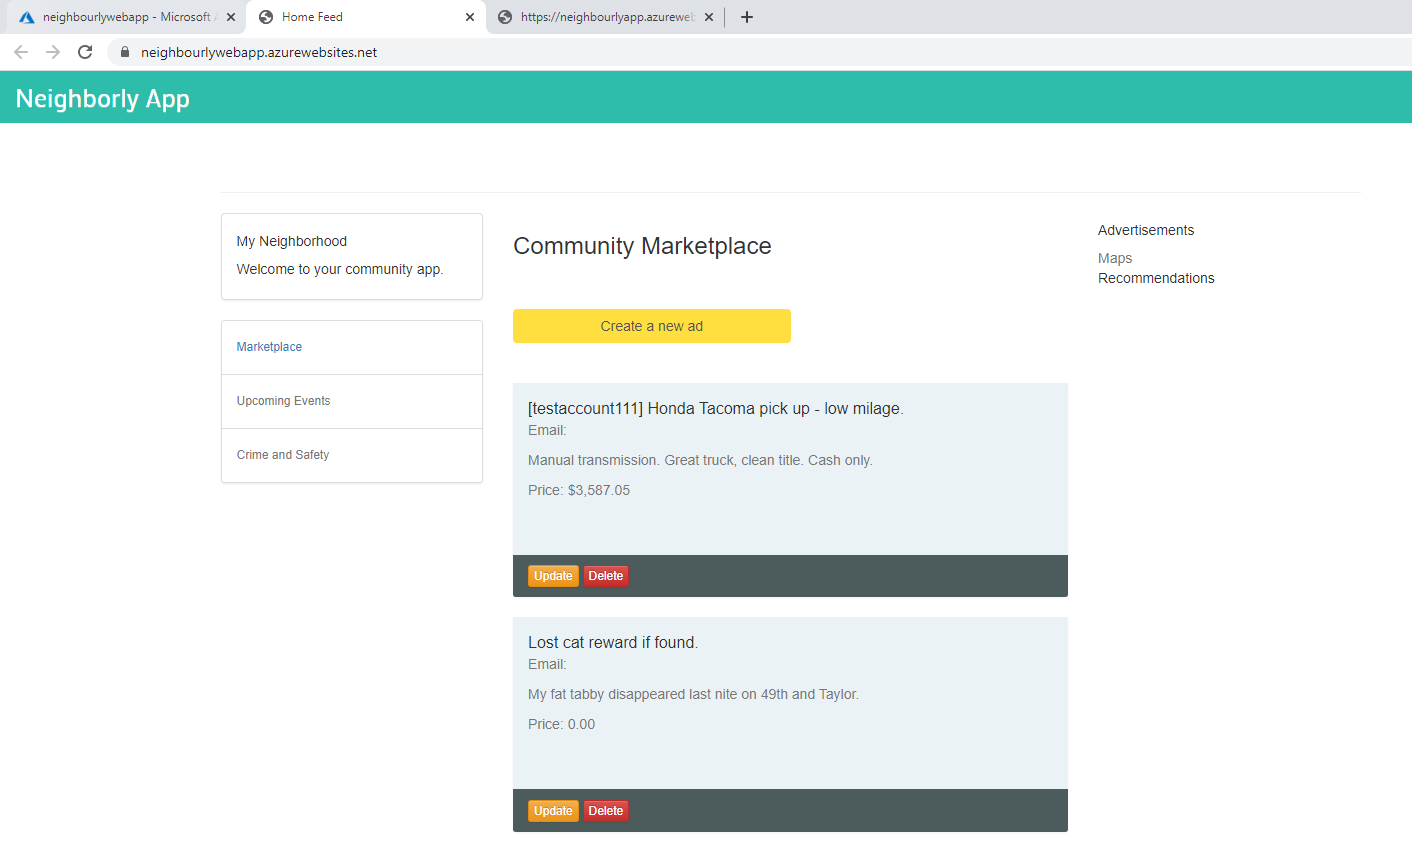 neighbourlywebapp - Microsoft
Home Feed
https://neighbourlyapp.azureweb
neighbourlywebapp.azurewebsites.net
Neighborly App
My Neighborhood
Welcome to your community app.
Marketplace
Upcoming Events
Crime and Safety
Community Marketplace
Create a new ad
[testaccount111] Honda Tacoma pick up - low milage.
Email:
Manual transmission. Great truck, clean title. Cash only.
Price: $3,587.05
Update Delete
Lost cat reward if found.
Email:
My fat tabby disappeared last nite on 49th and Taylor.
Price: 0.00
Update Delete
Advertisements
Maps
Recommendations